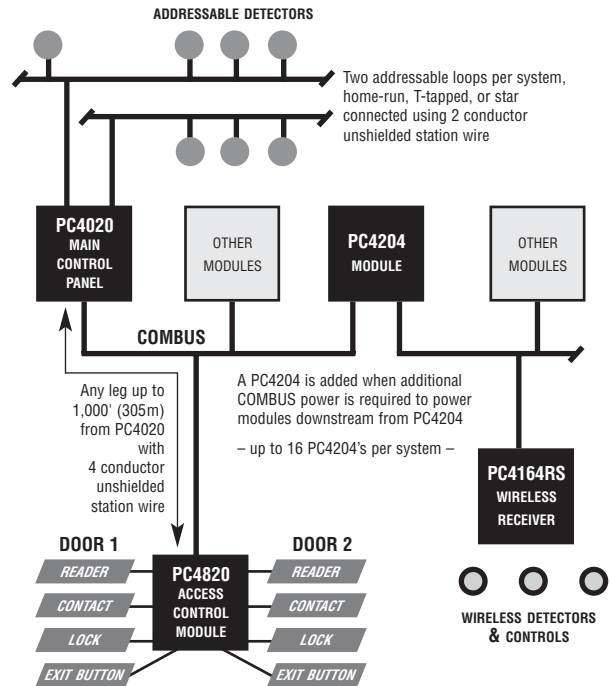 ADDRESSABLE DETECTORS
Two addressable loops per system,
home-run, T-tapped, or star
connected using 2 conductor
unshielded station wire
PC4020
MAIN
CONTROL
PANEL
OTHER
MODULES
PC4204
MODULE
OTHER
MODULES
COMBUS
Any leg up to
1,000' (305m)
from PC4020
with
4 conductor
unshielded
station wire
A PC4204 is added when additional
COMBUS power is required to power
modules downstream from PC4204
– up to 16 PC4204's per system –
PC4164RS
WIRELESS
RECEIVER
DOOR 1
READER
CONTACT
LOCK
EXIT BUTTON
PC4820
ACCESS
CONTROL
MODULE
DOOR 2
READER
CONTACT
LOCK
EXIT BUTTON
WIRELESS DETECTORS
& CONTROLS